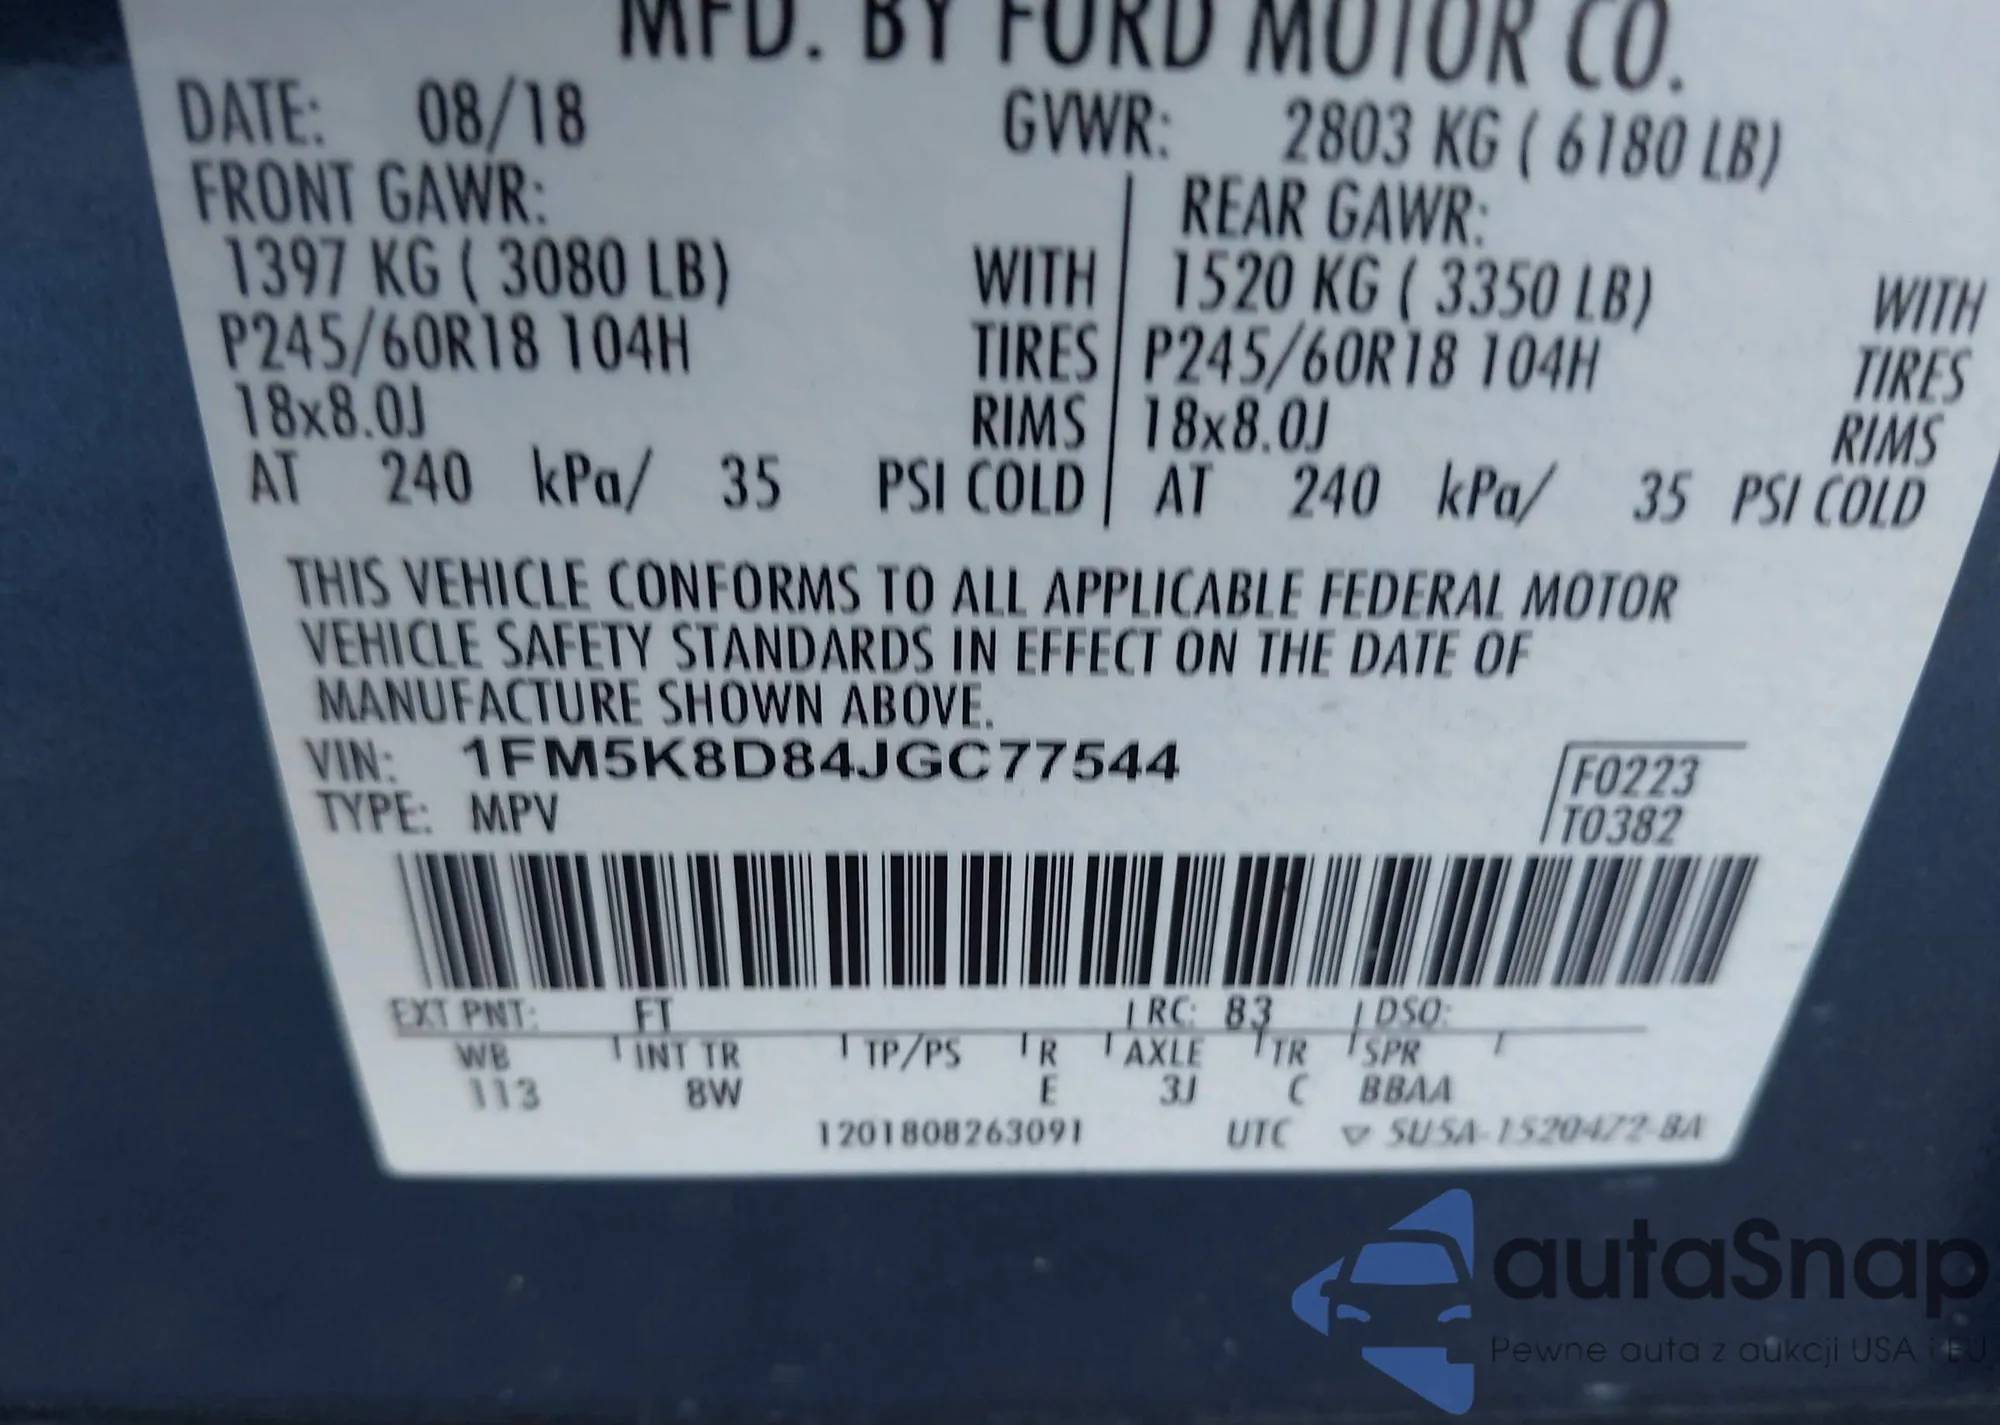 MFD. BY FORD MOTOR CO.
DATE: 08/18 GVWR: 2803 KG ( 6180 LB)
FRONT GAWR: REAR GAWR:
1397 KG ( 3080 LB) WITH 1520 KG ( 3350 LB) WITH
P245/60R18 104H TIRES P245/60R18 104H TIRES
18x8.0J RIMS 18x8.0J RIMS
AT 240 kPa/ 35 PSI COLD AT 240 kPa/ 35 PSI COLD
THIS VEHICLE CONFORMS TO ALL APPLICABLE FEDERAL MOTOR
VEHICLE SAFETY STANDARDS IN EFFECT ON THE DATE OF
MANUFACTURE SHOWN ABOVE.
VIN: 1FM5K8D84JGC77544 F0223
TYPE: MPV T0382
EXT PNT: FT RC: 83 DSO:
WB INT TR TP/PS R AXLE TR SPR
113 8W E 3J C BBAA
1201808263091 UTC ▽ 5U5A-1520472-BA
autaSnap
Pewne auta z aukcji USA i EU